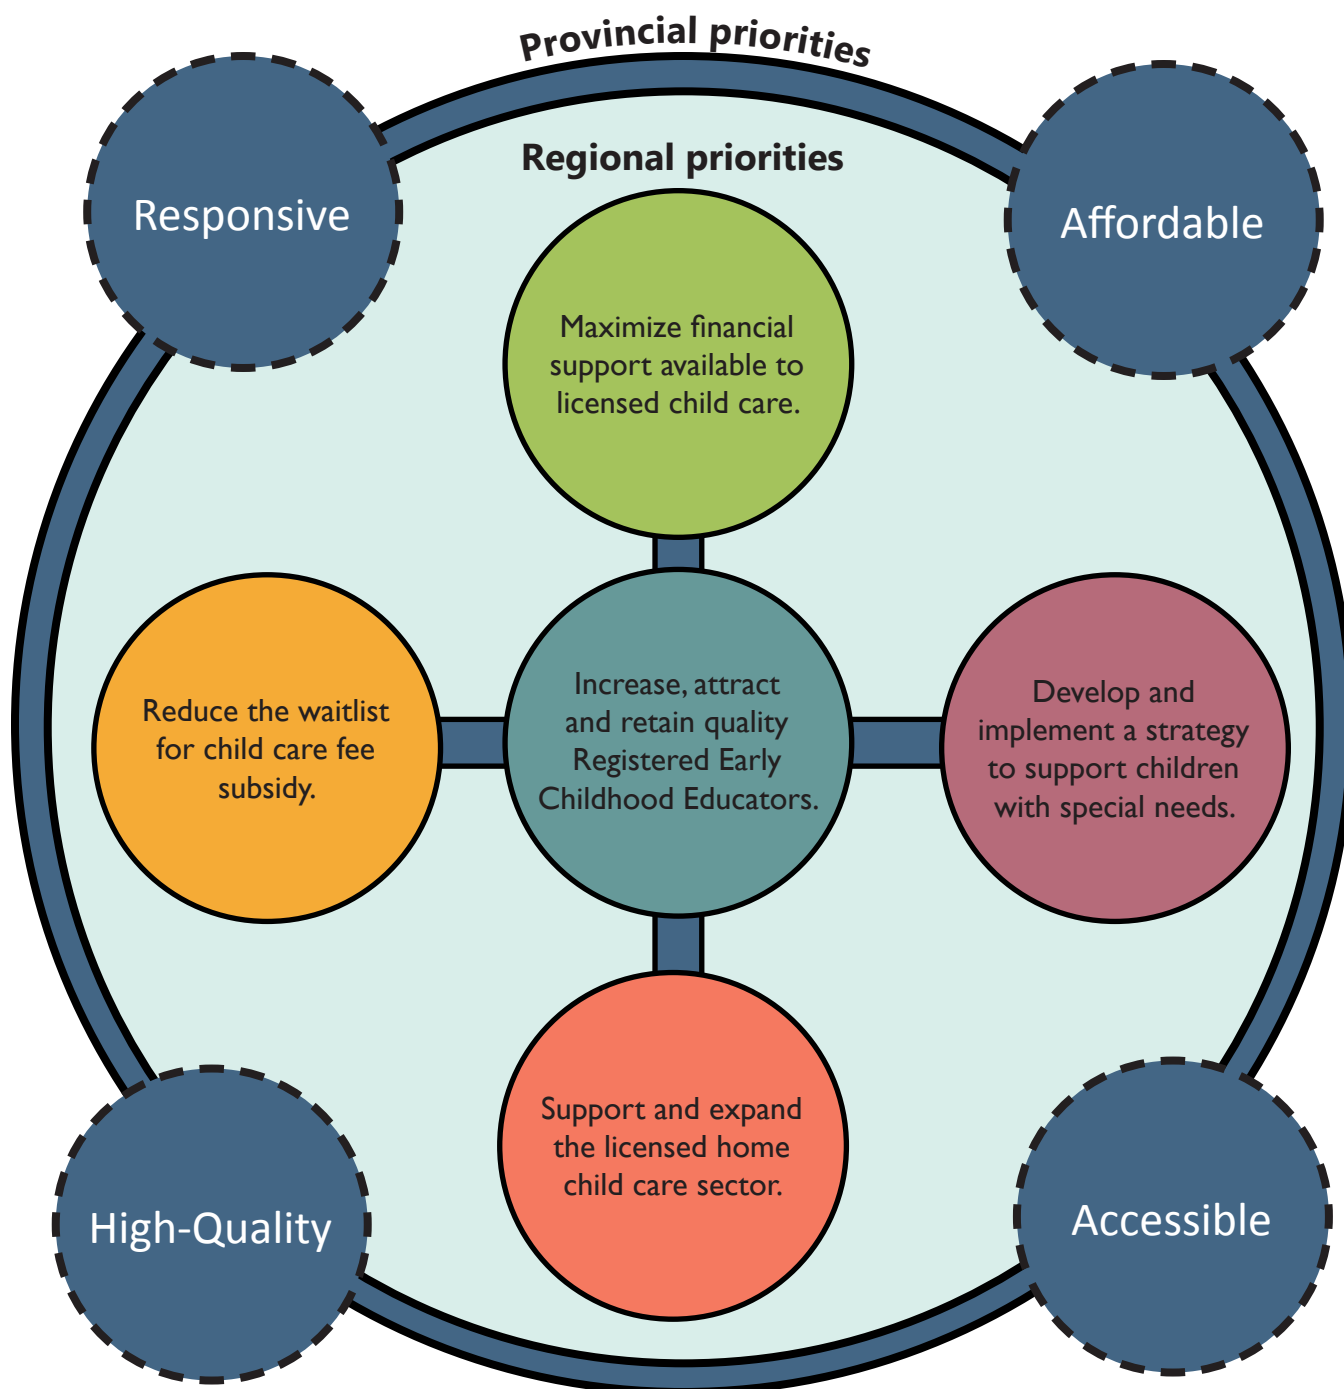 Provincial priorities
Responsive
Affordable
Regional priorities
Maximize financial
support available to
licensed child care.
Reduce the waitlist
for child care fee
subsidy.
Increase, attract
and retain quality
Registered Early
Childhood Educators.
Develop and
implement a strategy
to support children
with special needs.
Support and expand
the licensed home
child care sector.
High-Quality
Accessible